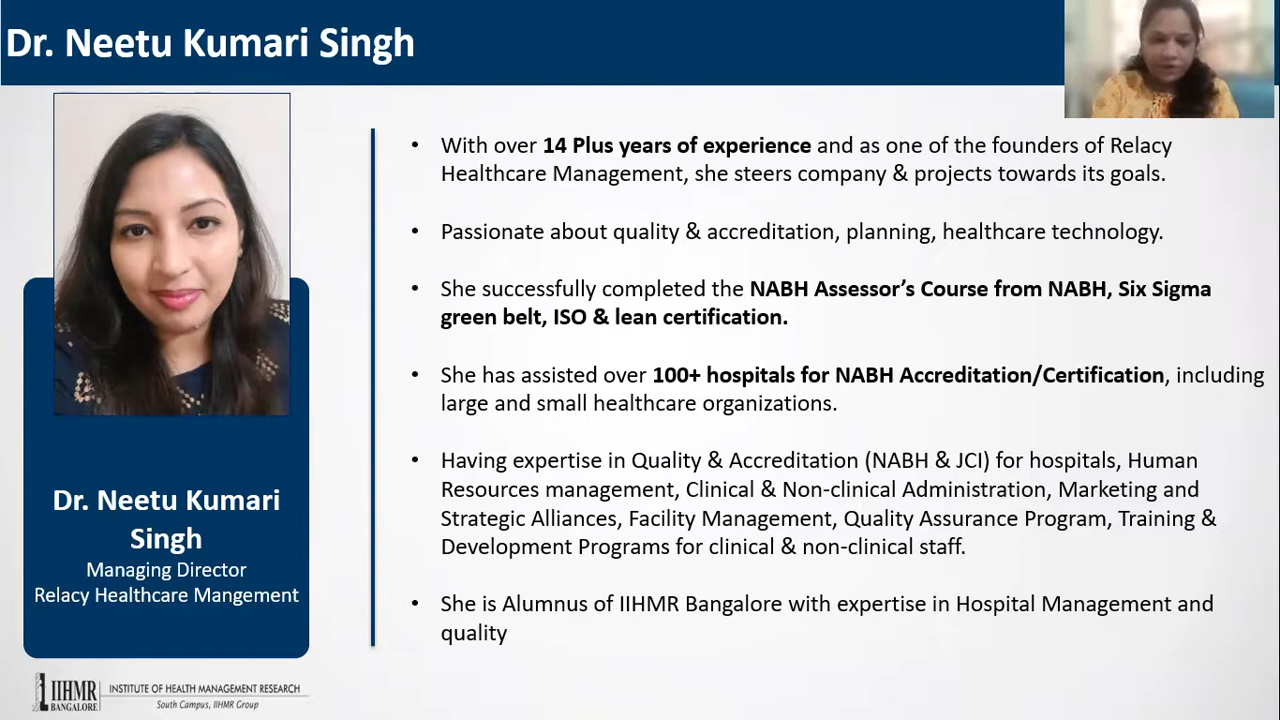 Dr. Neetu Kumari Singh
• With over 14 Plus years of experience and as one of the founders of Relacy
Healthcare Management, she steers company & projects towards its goals.
• Passionate about quality & accreditation, planning, healthcare technology.
• She successfully completed the NABH Assessor’s Course from NABH, Six Sigma
green belt, ISO & lean certification.
• She has assisted over 100+ hospitals for NABH Accreditation/Certification, including
large and small healthcare organizations.
• Having expertise in Quality & Accreditation (NABH & JCI) for hospitals, Human
Resources management, Clinical & Non-clinical Administration, Marketing and
Strategic Alliances, Facility Management, Quality Assurance Program, Training &
Development Programs for clinical & non-clinical staff.
• She is Alumnus of IIHMR Bangalore with expertise in Hospital Management and
quality
Dr. Neetu Kumari
Singh
Managing Director
Relacy Healthcare Mangement
IIHMR
BANGALORE
INSTITUTE OF HEALTH MANAGEMENT RESEARCH
South Campus, IIHMR Group